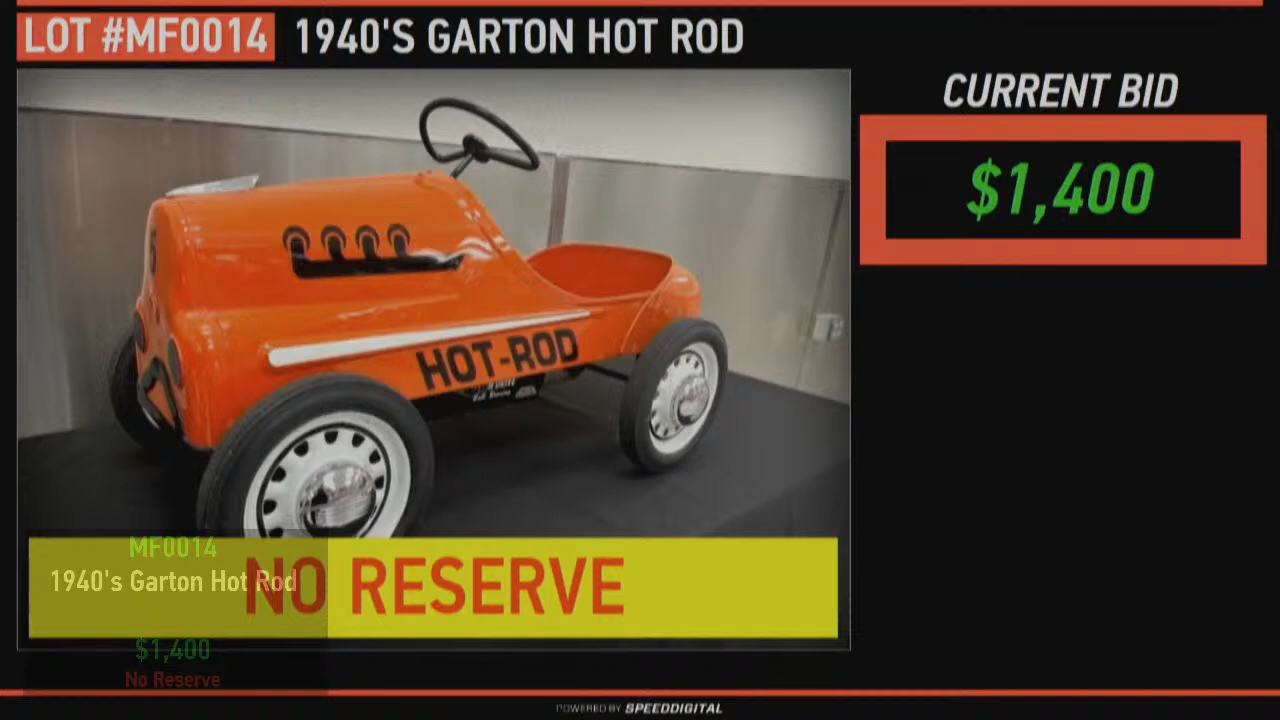 LOT #MF0014 1940'S GARTON HOT ROD
CURRENT BID
$1,400
HOT-ROD
NO RESERVE
MF0014
1940's Garton Hot Rod
$1,400
No Reserve
POWERED BY SPEEDDIGITAL